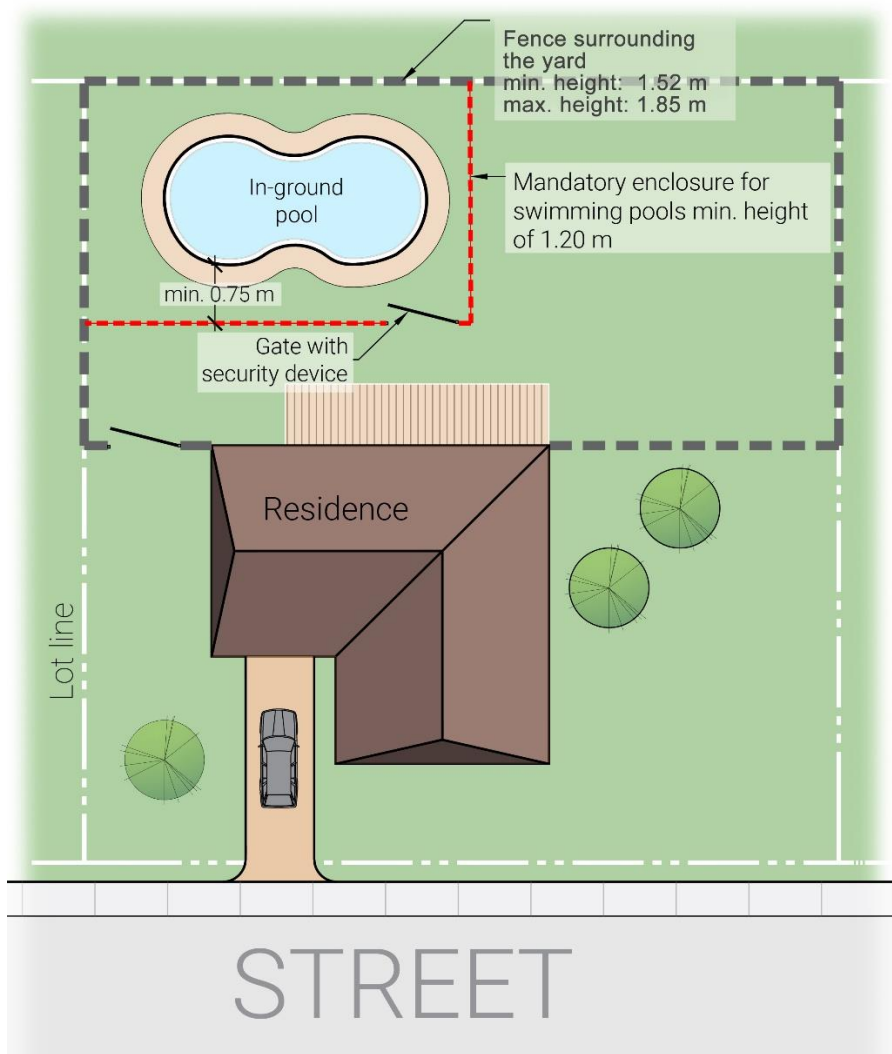 Fence surrounding
the yard
min. height: 1.52 m
max. height: 1.85 m
In-ground
pool
Mandatory enclosure for
swimming pools min. height
of 1.20 m
min. 0.75 m
Gate with
security device
Residence
Lot line
STREET